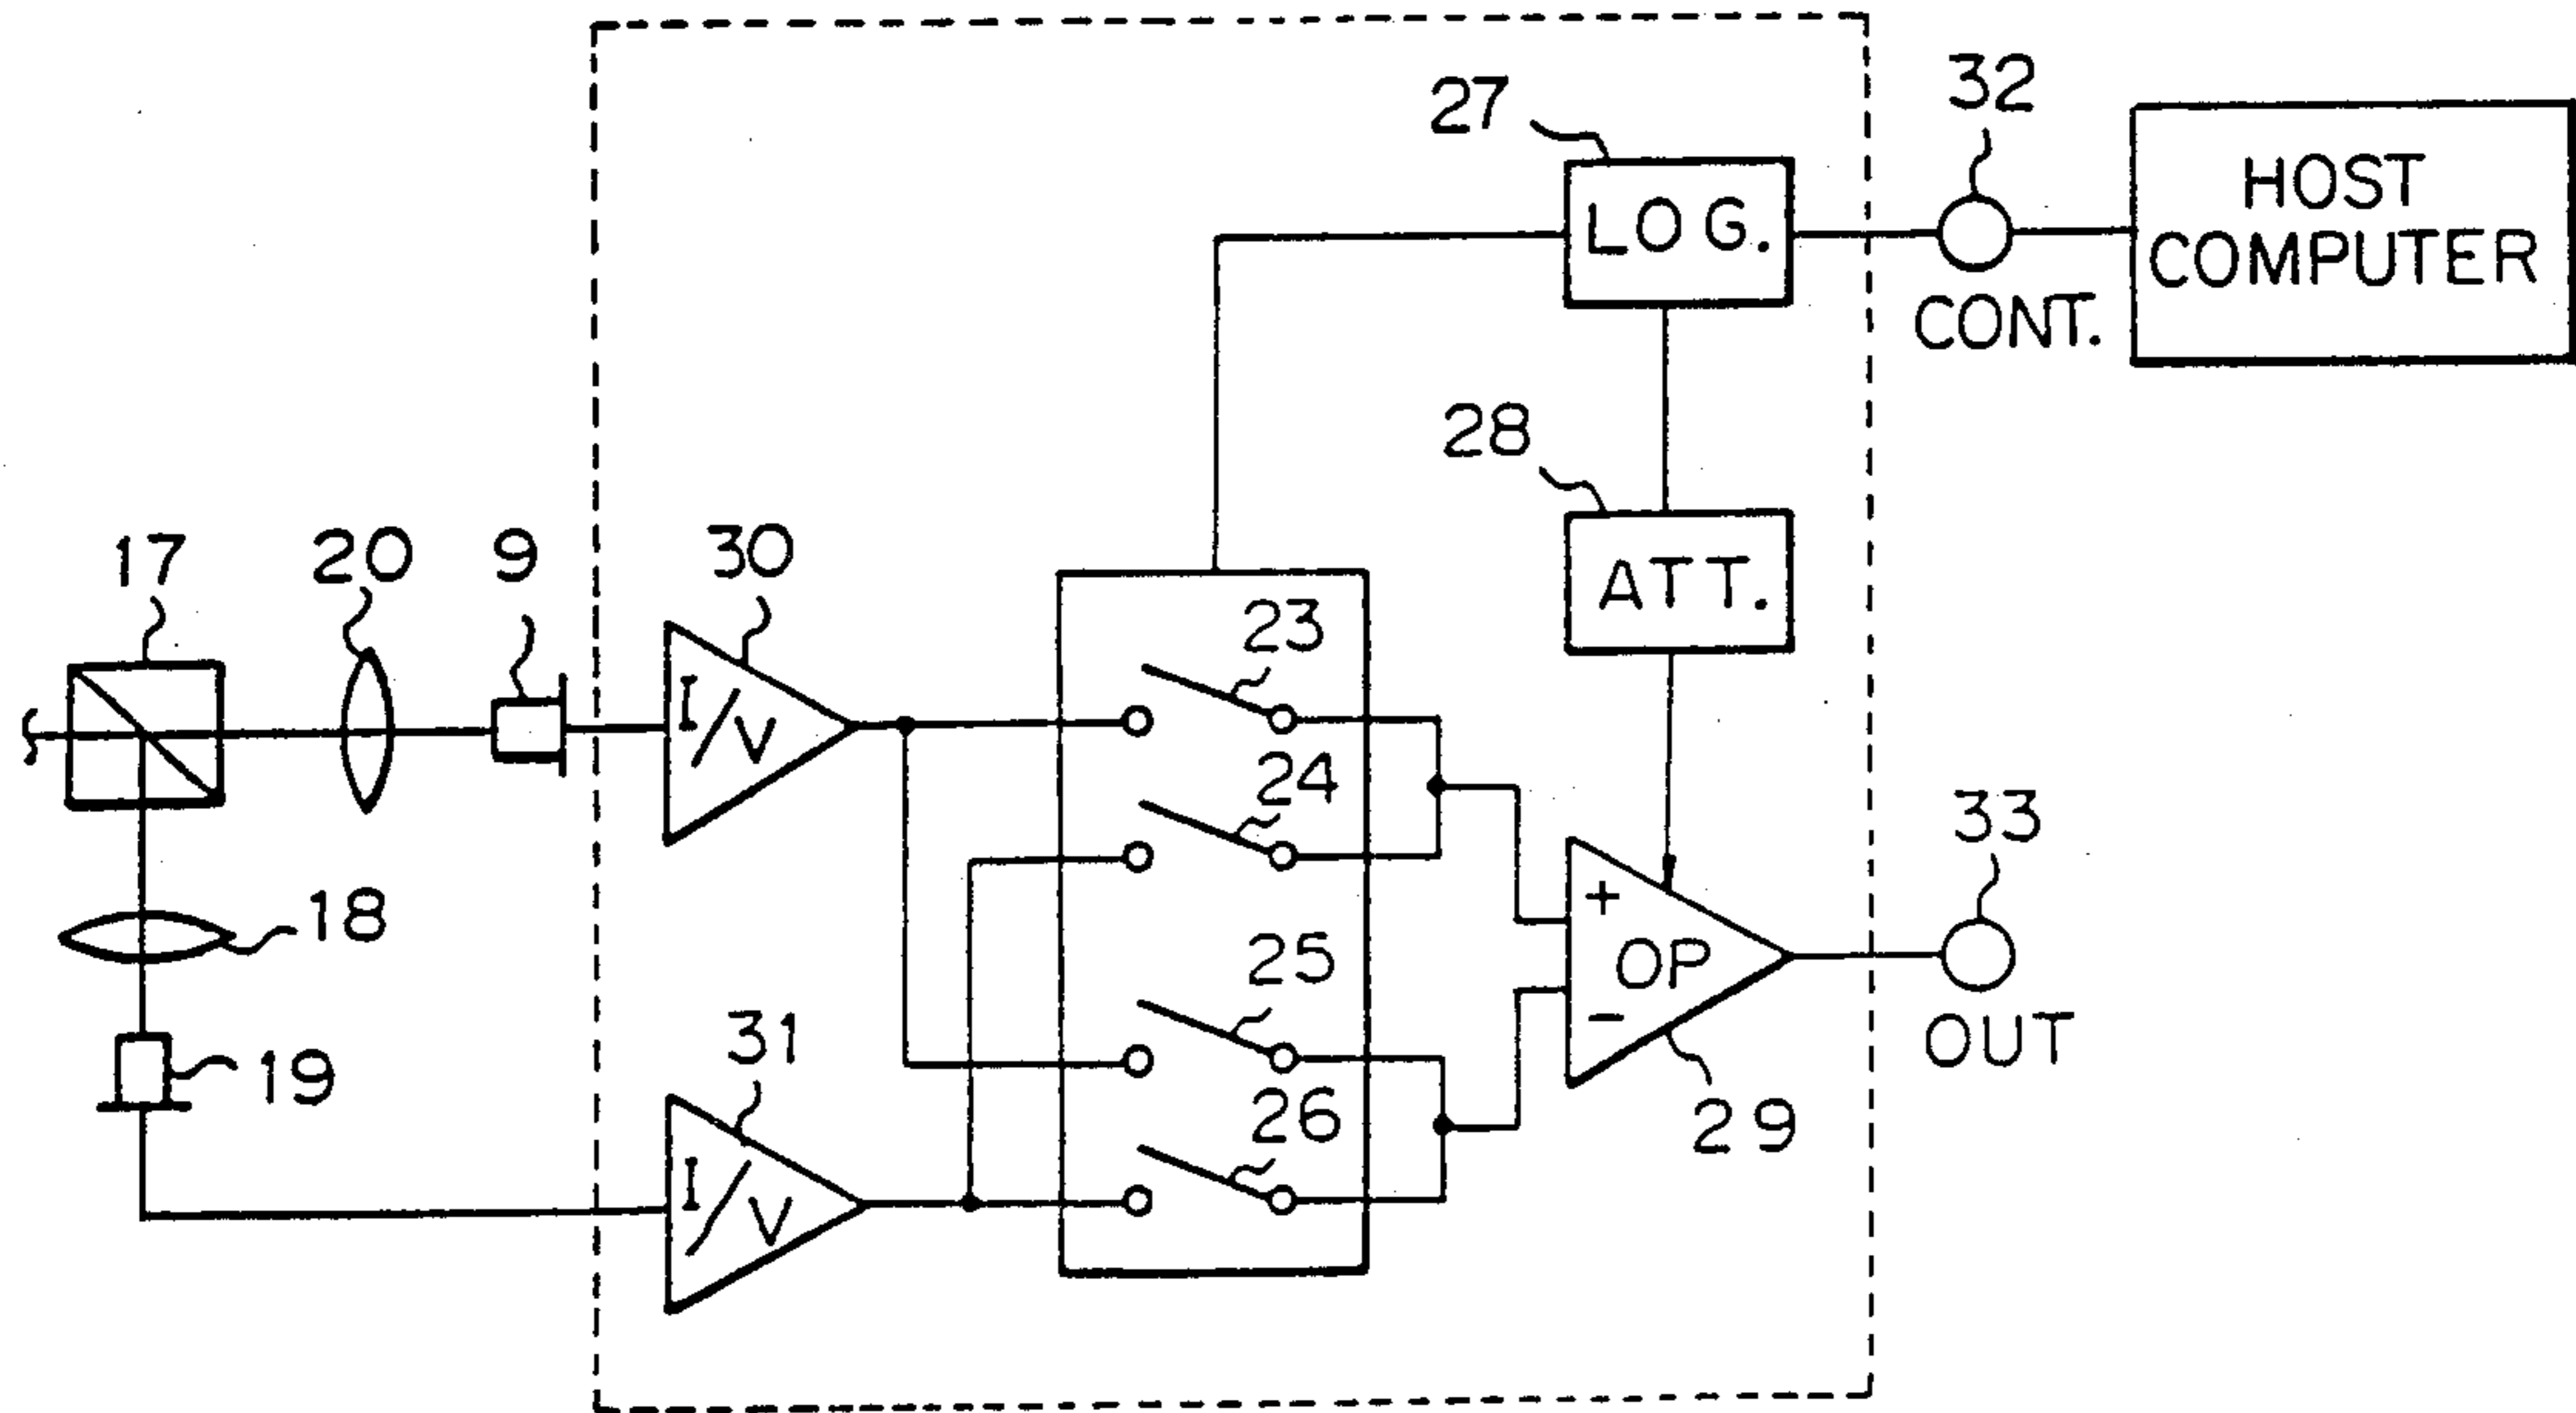 27
32
LOG.
HOST
COMPUTER
CONT.
28
17
20
9
30
ATT.
23
I/V
24
33
18
+
25
OP
31
-
OUT
19
26
29
I/V